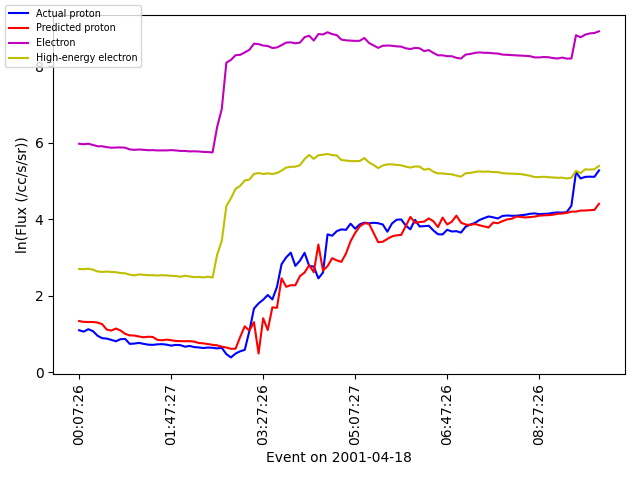 Actual proton
Predicted proton
Electron
High-energy electron
8
6
4
2
0
ln(Flux (/cc/s/sr))
00:07:26
01:47:27
03:27:26
05:07:27
06:47:26
08:27:26
Event on 2001-04-18